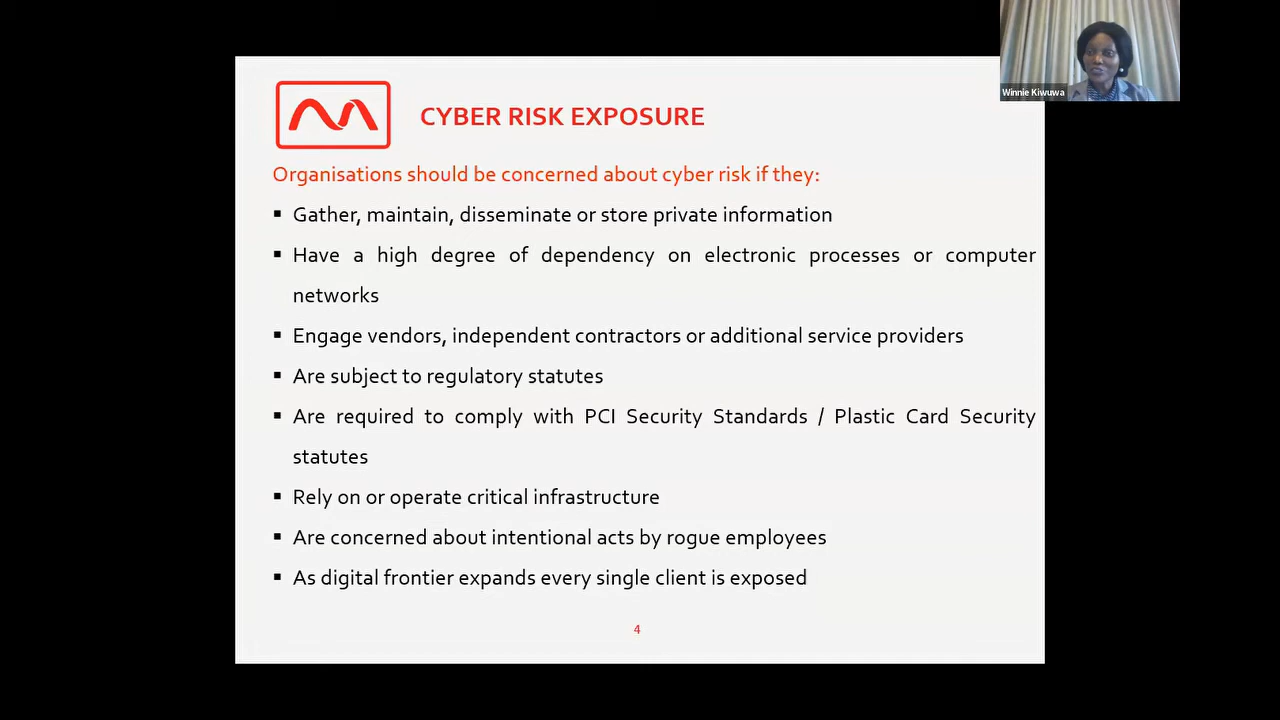 Winnie Kiwuwa
CYBER RISK EXPOSURE
Organisations should be concerned about cyber risk if they:
▪ Gather, maintain, disseminate or store private information
▪ Have a high degree of dependency on electronic processes or computer
networks
▪ Engage vendors, independent contractors or additional service providers
▪ Are subject to regulatory statutes
▪ Are required to comply with PCI Security Standards / Plastic Card Security
statutes
▪ Rely on or operate critical infrastructure
▪ Are concerned about intentional acts by rogue employees
▪ As digital frontier expands every single client is exposed
4